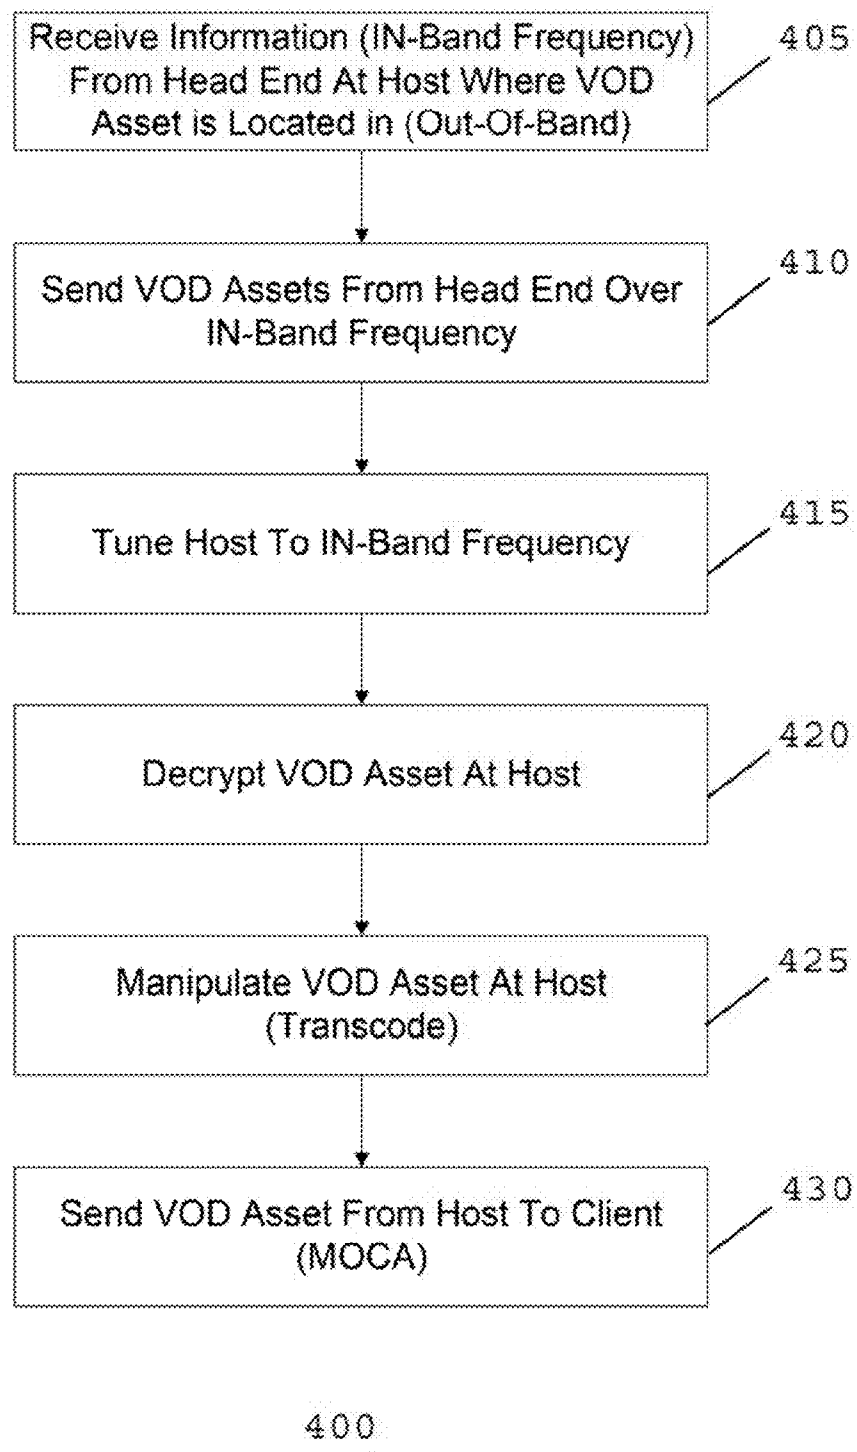 Receive Information (IN-Band Frequency)
From Head End At Host Where VOD
Asset is Located in (Out-Of-Band)
405
Send VOD Assets From Head End Over
IN-Band Frequency
410
Tune Host To IN-Band Frequency
415
Decrypt VOD Asset At Host
420
Manipulate VOD Asset At Host
(Transcode)
425
Send VOD Asset From Host To Client
(MOCA)
430
400